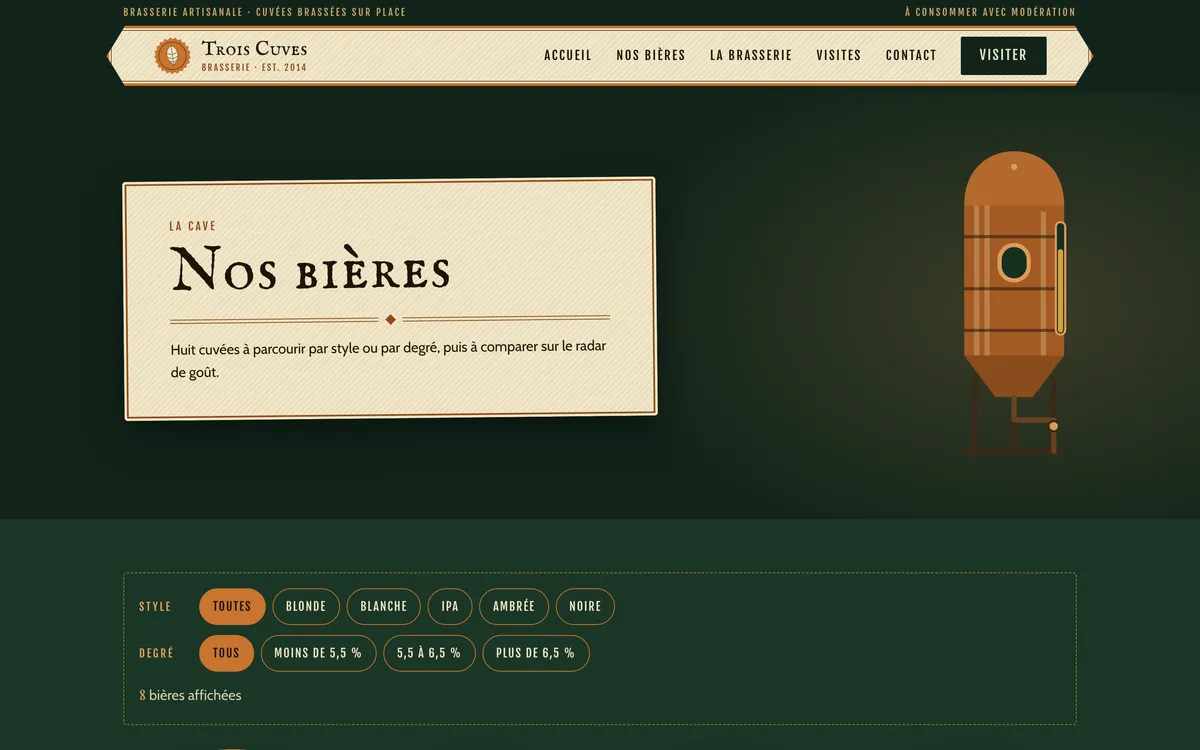 BRASSERIE ARTISANALE · CUVÉES BRASSÉES SUR PLACE
À CONSOMMER AVEC MODÉRATION
Trois Cuves
BRASSERIE · EST. 2014
ACCUEIL
NOS BIÈRES
LA BRASSERIE
VISITES
CONTACT
VISITER
LA CAVE
Nos bières
Huit cuvées à parcourir par style ou par degré, puis à comparer sur le radar
de goût.
STYLE
TOUTES
BLONDE
BLANCHE
IPA
AMBRÉE
NOIRE
DEGRÉ
TOUS
MOINS DE 5,5 %
5,5 À 6,5 %
PLUS DE 6,5 %
8 bières affichées